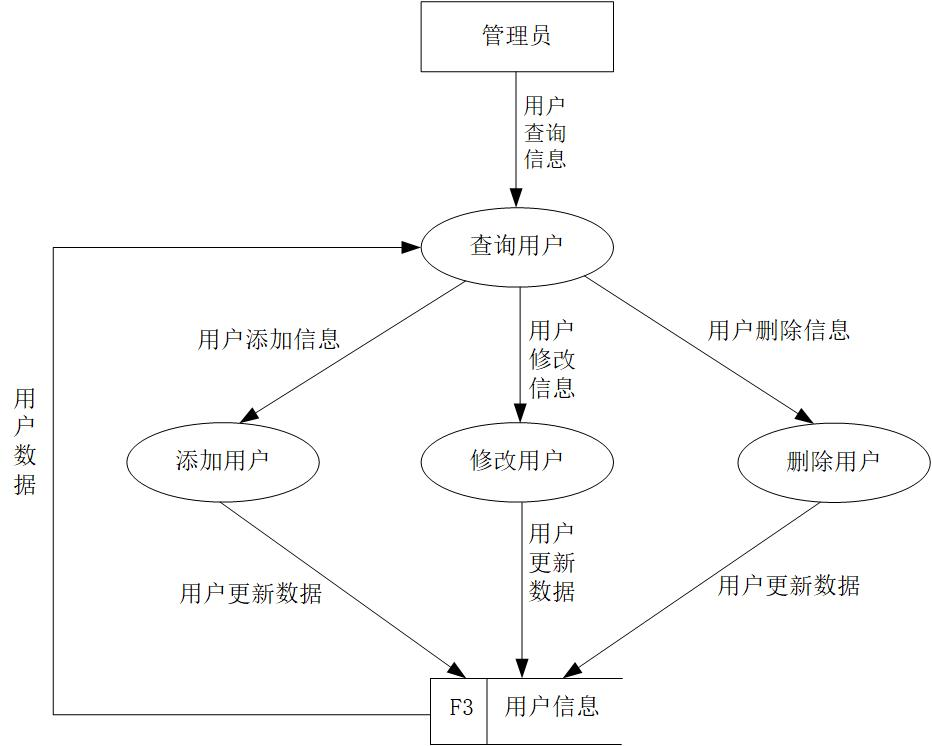 管理员
用户
查询
信息
查询用户
用户添加信息
用户
修改
信息
用户删除信息
用
户
数
据
添加用户
修改用户
删除用户
用户更新数据
用户
更新
数据
用户更新数据
F3
用户信息